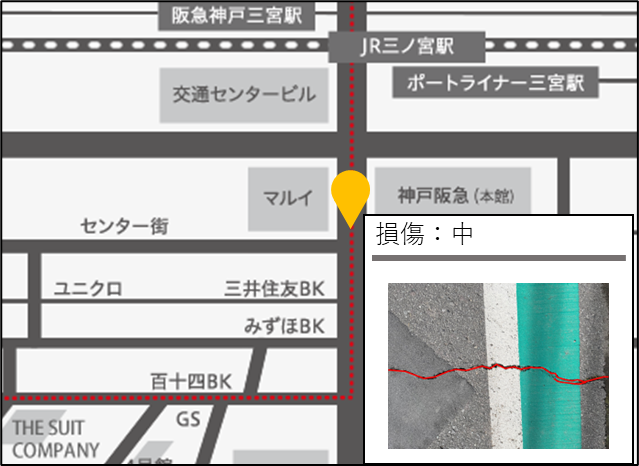 阪急神戸三宮駅
JR三ノ宮駅
ポートライナー三宮駅
交通センタービル
マルイ
神戸阪急 (本館)
センター街
損傷：中
ユニクロ
三井住友BK
みずほBK
百十四BK
GS
THE SUIT
COMPANY